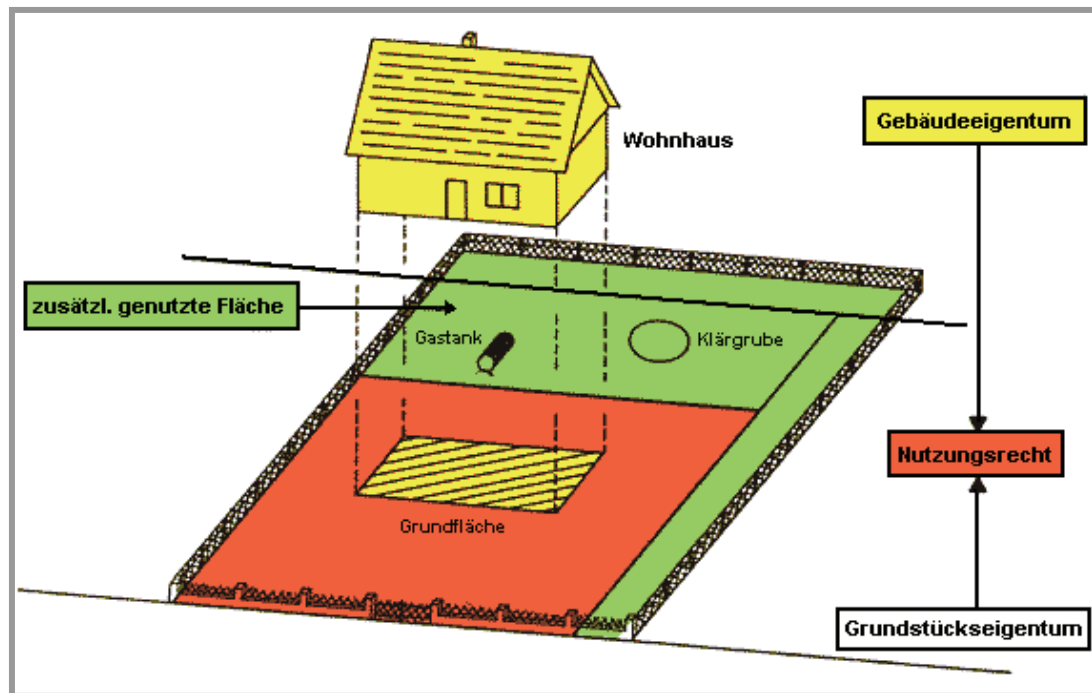 Wohnhaus
Gebäudeeigentum
zusätzl. genutzte Fläche
Gastank
Klärgrube
Nutzungsrecht
Grundfläche
Grundstückseigentum